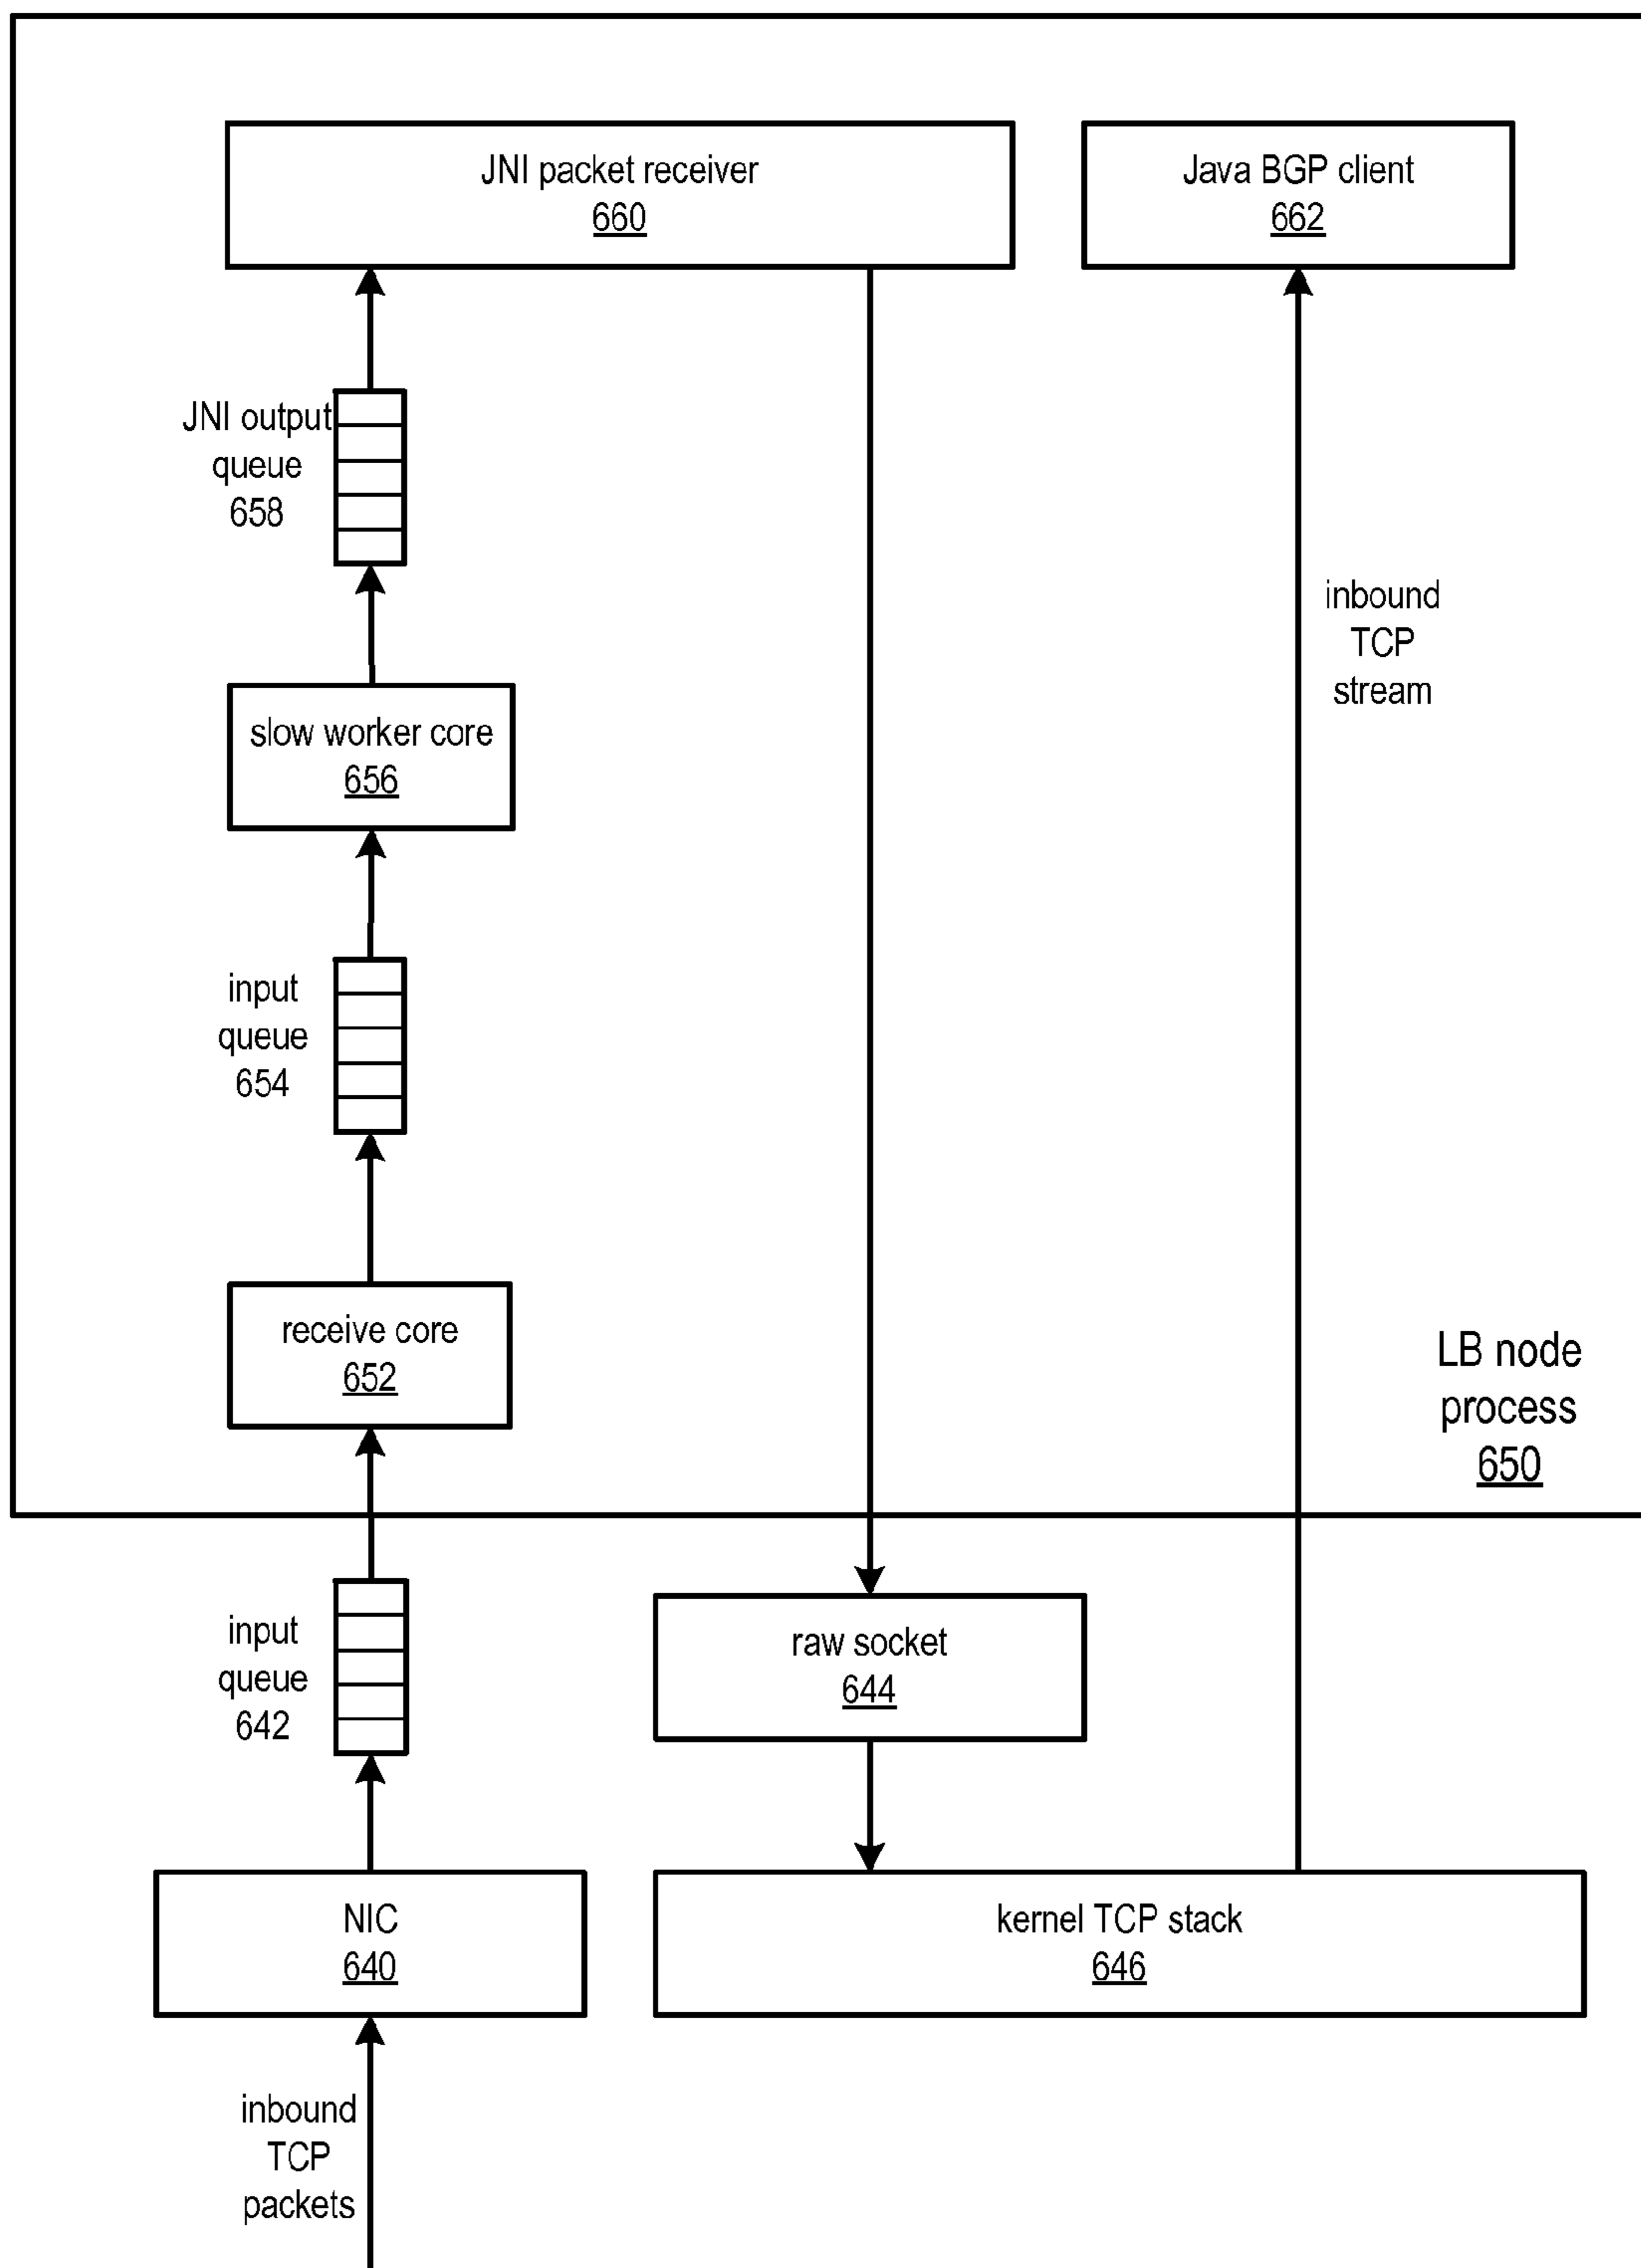 JNI packet receiver
660
Java BGP client
662
JNI output
queue
658
inbound
TCP
stream
slow worker core
656
input
queue
654
receive core
652
LB node
process
650
input
queue
642
raw socket
644
NIC
640
kernel TCP stack
646
inbound
TCP
packets